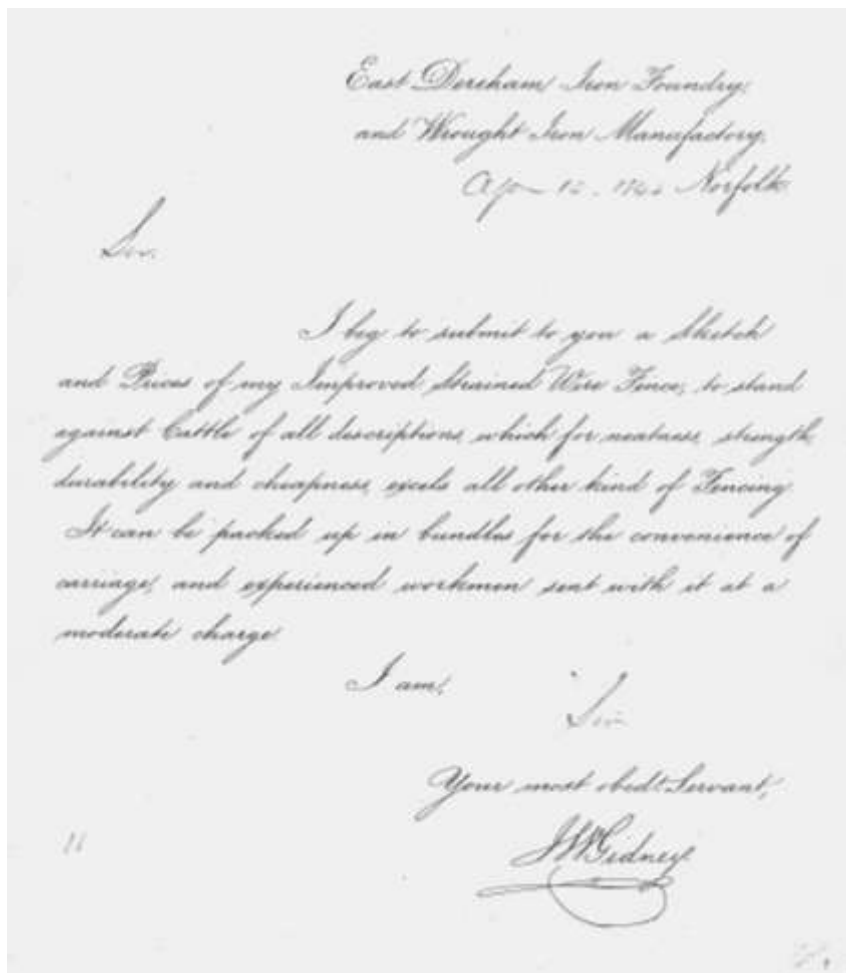 East Dereham Iron Foundry,
and Wrought Iron Manufactory,
Norfolk
Sir,
I beg to submit to you a Sketch
and Prices of my Improved Strained Wire Fence, to stand
against Cattle of all descriptions, which for neatness, strength,
durability and cheapness, excels all other kind of Fencing.
It can be packed up in bundles for the convenience of
carriage, and experienced workmen sent with it at a
moderate charge
I am,
Sir
Your most obedt. Servant,
JW Gidney
11